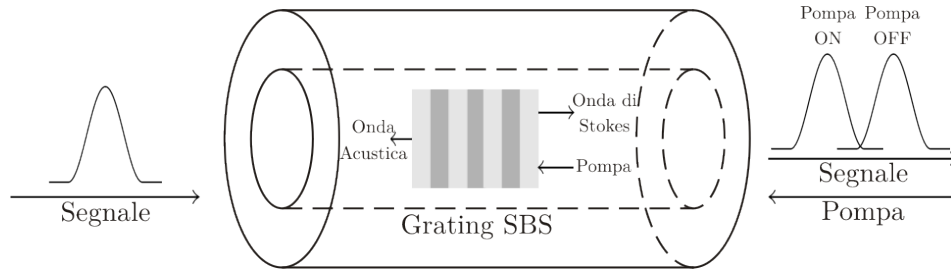 Segnale
Onda
Acustica
Onda di
Stokes
Pompa
Grating SBS
Pompa Pompa
ON OFF
Segnale
Pompa